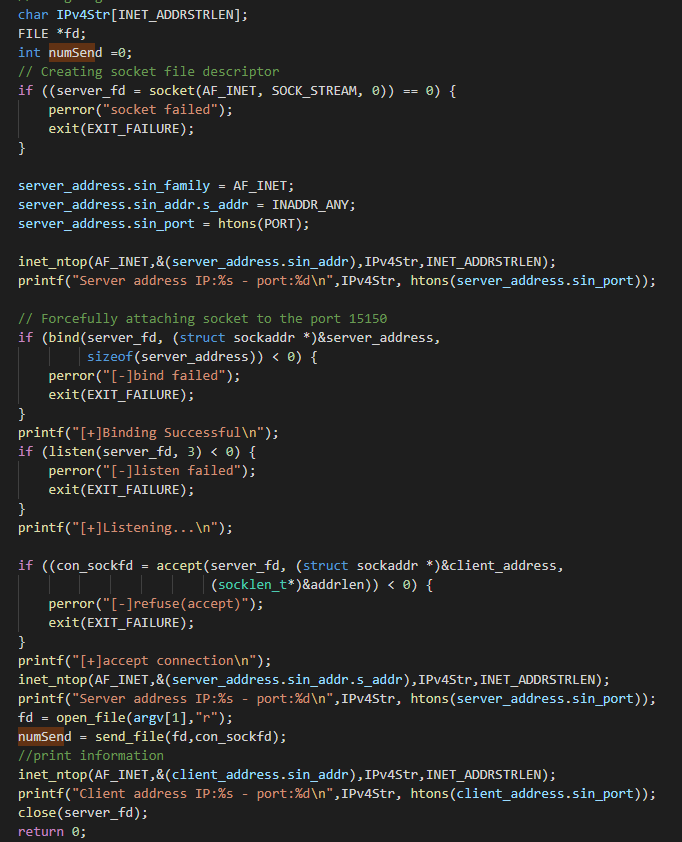 char IPv4Str[INET_ADDRSTRLEN];
FILE *fd;
int numSend =0;
// Creating socket file descriptor
if ((server_fd = socket(AF_INET, SOCK_STREAM, 0)) == 0) {
    perror("socket failed");
    exit(EXIT_FAILURE);
}

server_address.sin_family = AF_INET;
server_address.sin_addr.s_addr = INADDR_ANY;
server_address.sin_port = htons(PORT);

inet_ntop(AF_INET,&(server_address.sin_addr),IPv4Str,INET_ADDRSTRLEN);
printf("Server address IP:%s - port:%d\n",IPv4Str, htons(server_address.sin_port));

// Forcefully attaching socket to the port 15150
if (bind(server_fd, (struct sockaddr *)&server_address,
         sizeof(server_address)) < 0) {
    perror("[-]bind failed");
    exit(EXIT_FAILURE);
}
printf("[+]Binding Successful\n");
if (listen(server_fd, 3) < 0) {
    perror("[-]listen failed");
    exit(EXIT_FAILURE);
}
printf("[+]Listening...\n");

if ((con_sockfd = accept(server_fd, (struct sockaddr *)&client_address,
                         (socklen_t*)&addrlen)) < 0) {
    perror("[-]refuse(accept)");
    exit(EXIT_FAILURE);
}
printf("[+]accept connection\n");
inet_ntop(AF_INET,&(server_address.sin_addr.s_addr),IPv4Str,INET_ADDRSTRLEN);
printf("Server address IP:%s - port:%d\n",IPv4Str, htons(server_address.sin_port));
fd = open_file(argv[1],"r");
numSend = send_file(fd,con_sockfd);
//print information
inet_ntop(AF_INET,&(client_address.sin_addr),IPv4Str,INET_ADDRSTRLEN);
printf("Client address IP:%s - port:%d\n",IPv4Str, htons(client_address.sin_port));
close(server_fd);
return 0;